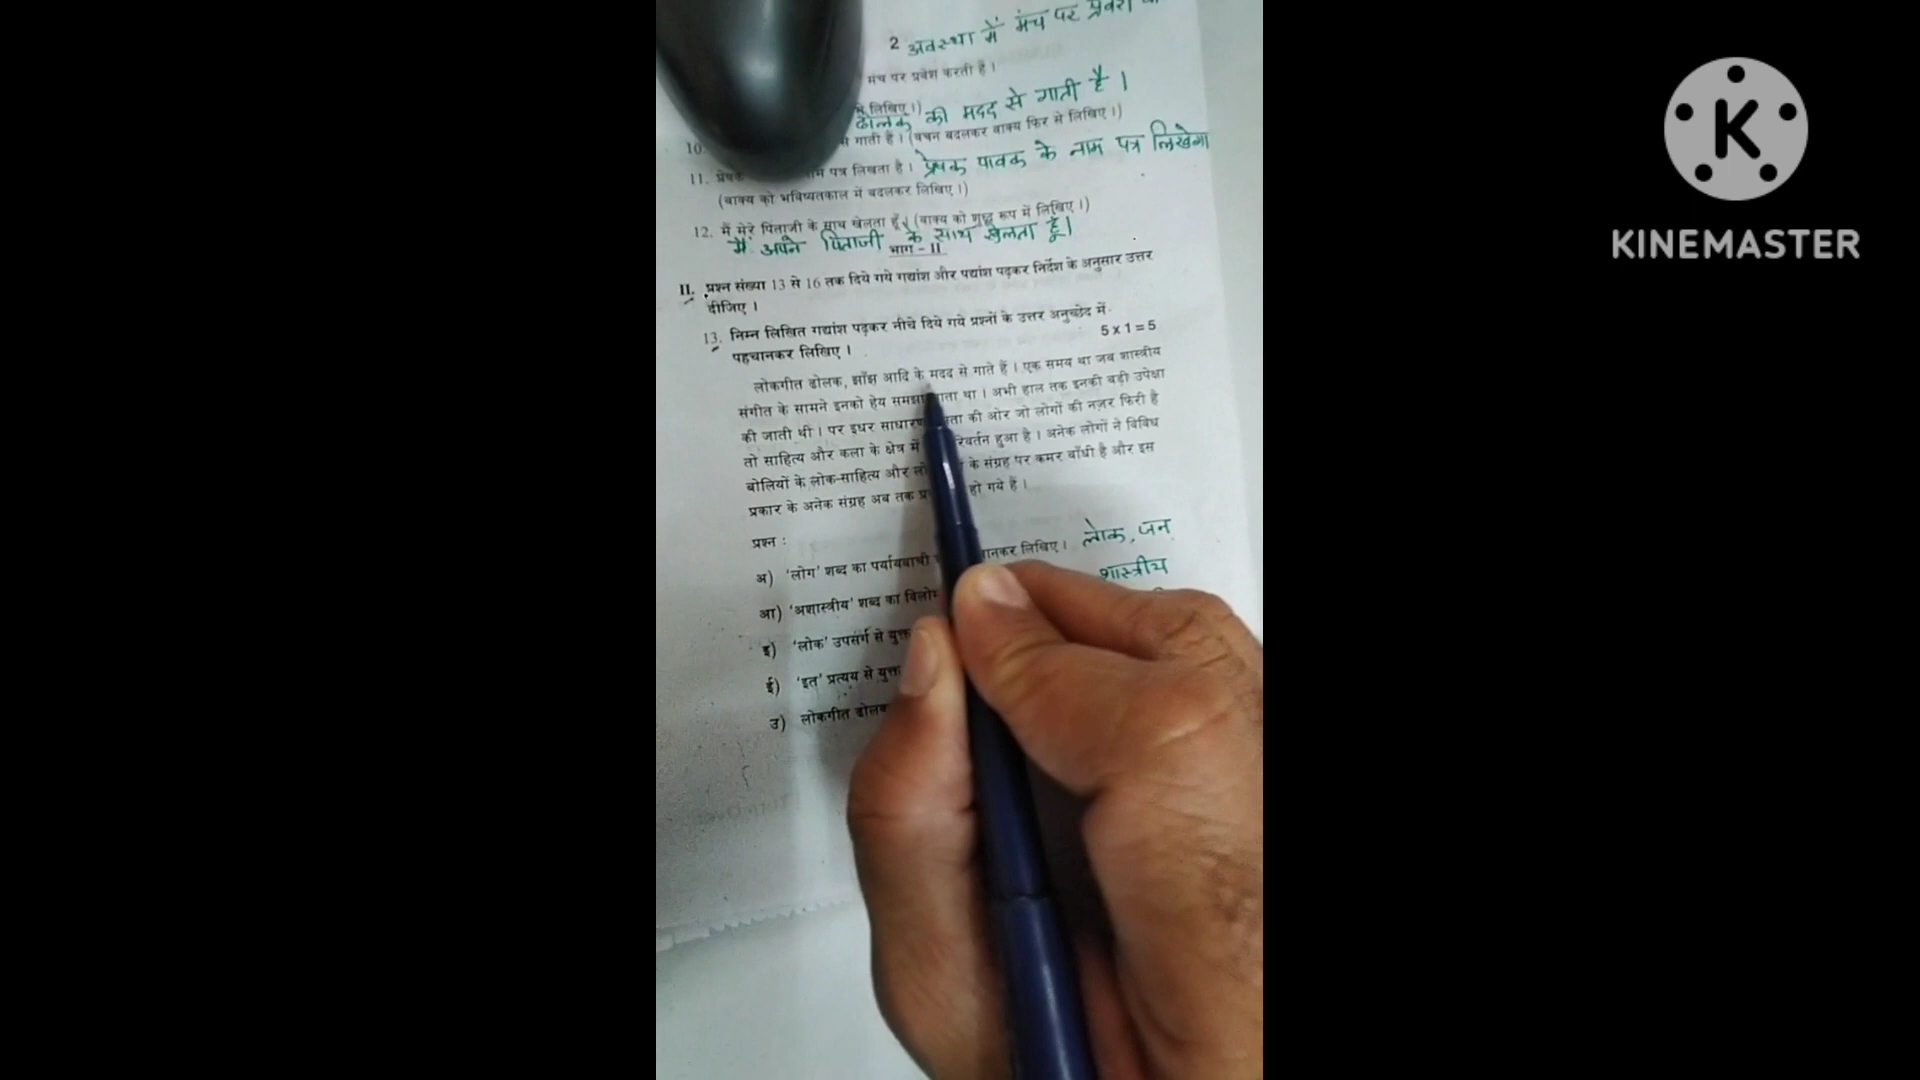 2 अवस्था में मंच पर प्रवेश
मंच पर प्रवेश करती है ।
लिखिए ।)
ढोलक की मदद से गाती है ।
10. से गाती हैं । (वचन बदलकर वाक्य फिर से लिखिए ।)
11. प्रेषक नाम पत्र लिखता है । प्रेषक पावक के नाम पत्र लिखेगा
(वाक्य को भविष्यतकाल में बदलकर लिखिए ।)
12. मैं मेरे पिताजी के साथ खेलता हूँ । (वाक्य को शुद्ध रूप में लिखिए ।)
मैं अपने पिताजी के साथ खेलता हूँ।
भाग - II
II. प्रश्न संख्या 13 से 16 तक दिये गये गद्यांश और पद्यांश पढ़कर निर्देश के अनुसार उत्तर
दीजिए ।
13. निम्न लिखित गद्यांश पढ़कर नीचे दिये गये प्रश्नों के उत्तर अनुच्छेद में
पहचानकर लिखिए । 5 x 1 = 5
लोकगीत ढोलक, झाँझ आदि के मदद से गाते हैं । एक समय था जब शास्त्रीय
संगीत के सामने इनको हेय समझा जाता था । अभी हाल तक इनकी बड़ी उपेक्षा
की जाती थी । पर इधर साधारण की ओर जो लोगों की नज़र फिरी है
तो साहित्य और कला के क्षेत्र में परिवर्तन हुआ है । अनेक लोगों ने विविध
बोलियों के लोक-साहित्य और के संग्रह पर कमर बाँधी है और इस
प्रकार के अनेक संग्रह अब तक हो गये हैं ।
प्रश्न :
अ) 'लोग' शब्द का पर्यायवाची लिखिए । लोक, जन
आ) 'अशास्त्रीय' शब्द का विलोम शास्त्रीय
इ) 'लोक' उपसर्ग से युक्त
ई) 'इत' प्रत्यय से युक्त
उ) लोकगीत ढोलक
KINEMASTER